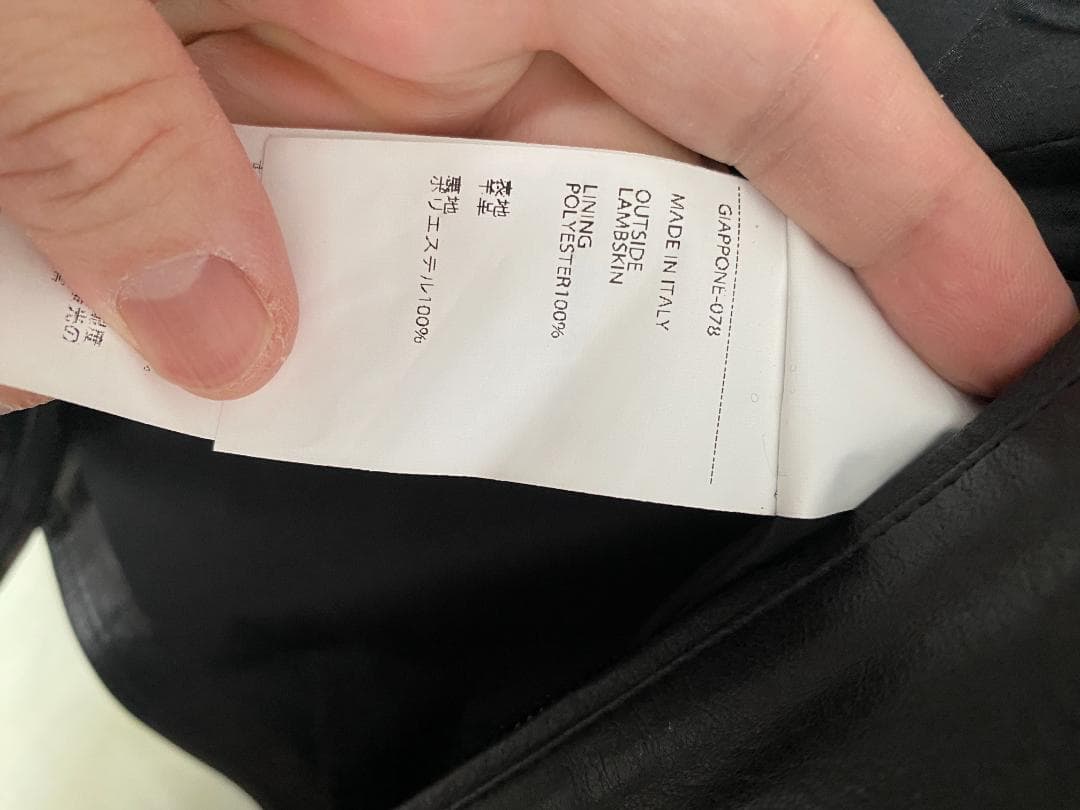 GIAPPONE-078
MADE IN ITALY
OUTSIDE
LAMBSKIN
LINING
POLYESTER100%
表地
羊革
裏地
ポリエステル100%